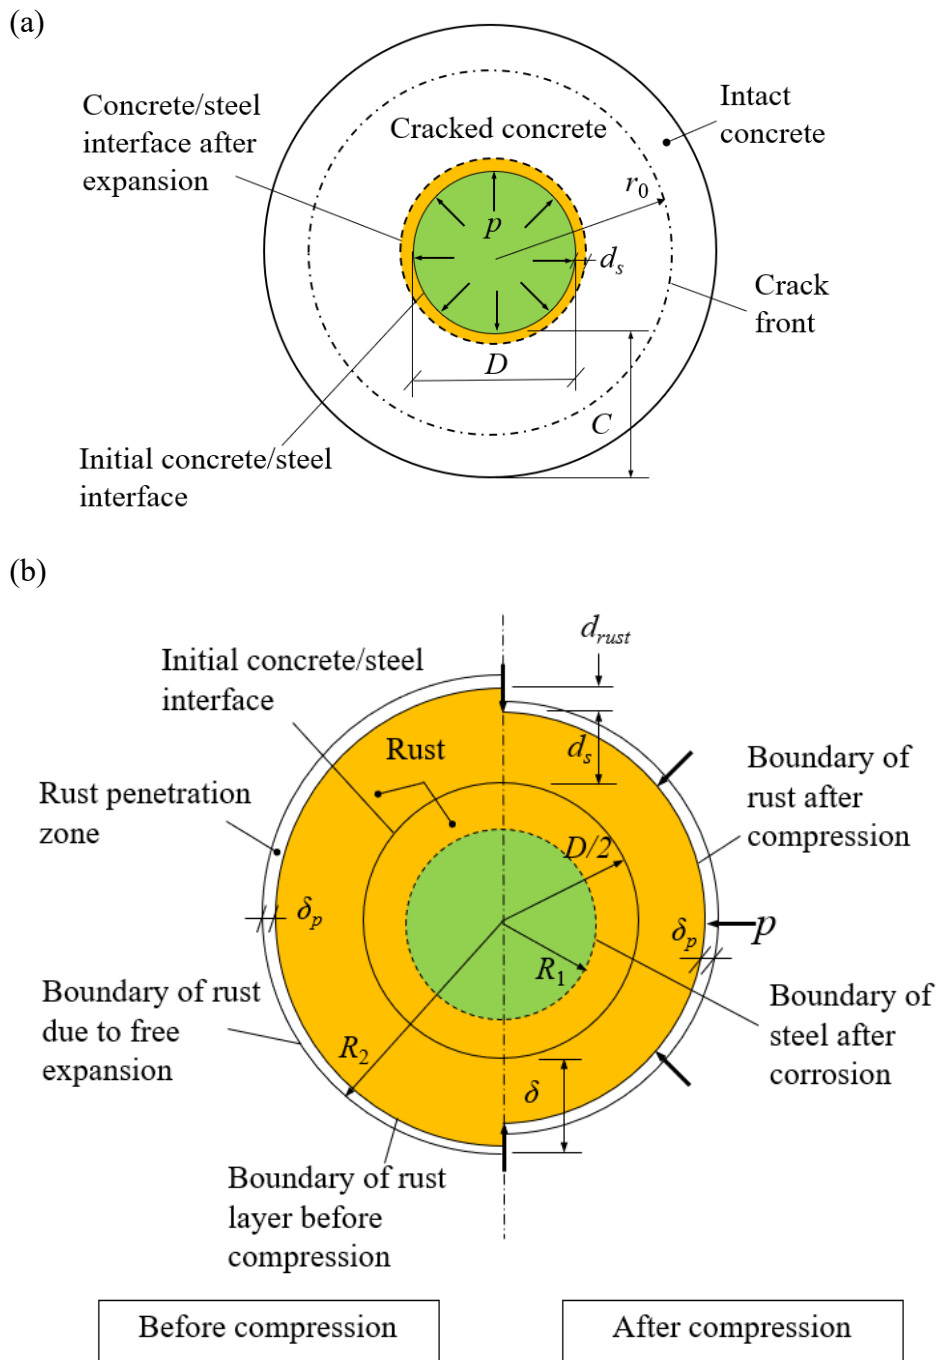 (a)
Concrete/steel
interface after
expansion
Cracked concrete
Intact
concrete
r0
p
ds
Crack
front
D
C
Initial concrete/steel
interface
(b)
drust
Initial concrete/steel
interface
Rust
ds
Boundary of
rust after
compression
Rust penetration
zone
D/2
δp
δp
p
R1
Boundary of
rust due to free
expansion
R2
Boundary of
steel after
corrosion
δ
Boundary of rust
layer before
compression
Before compression
After compression